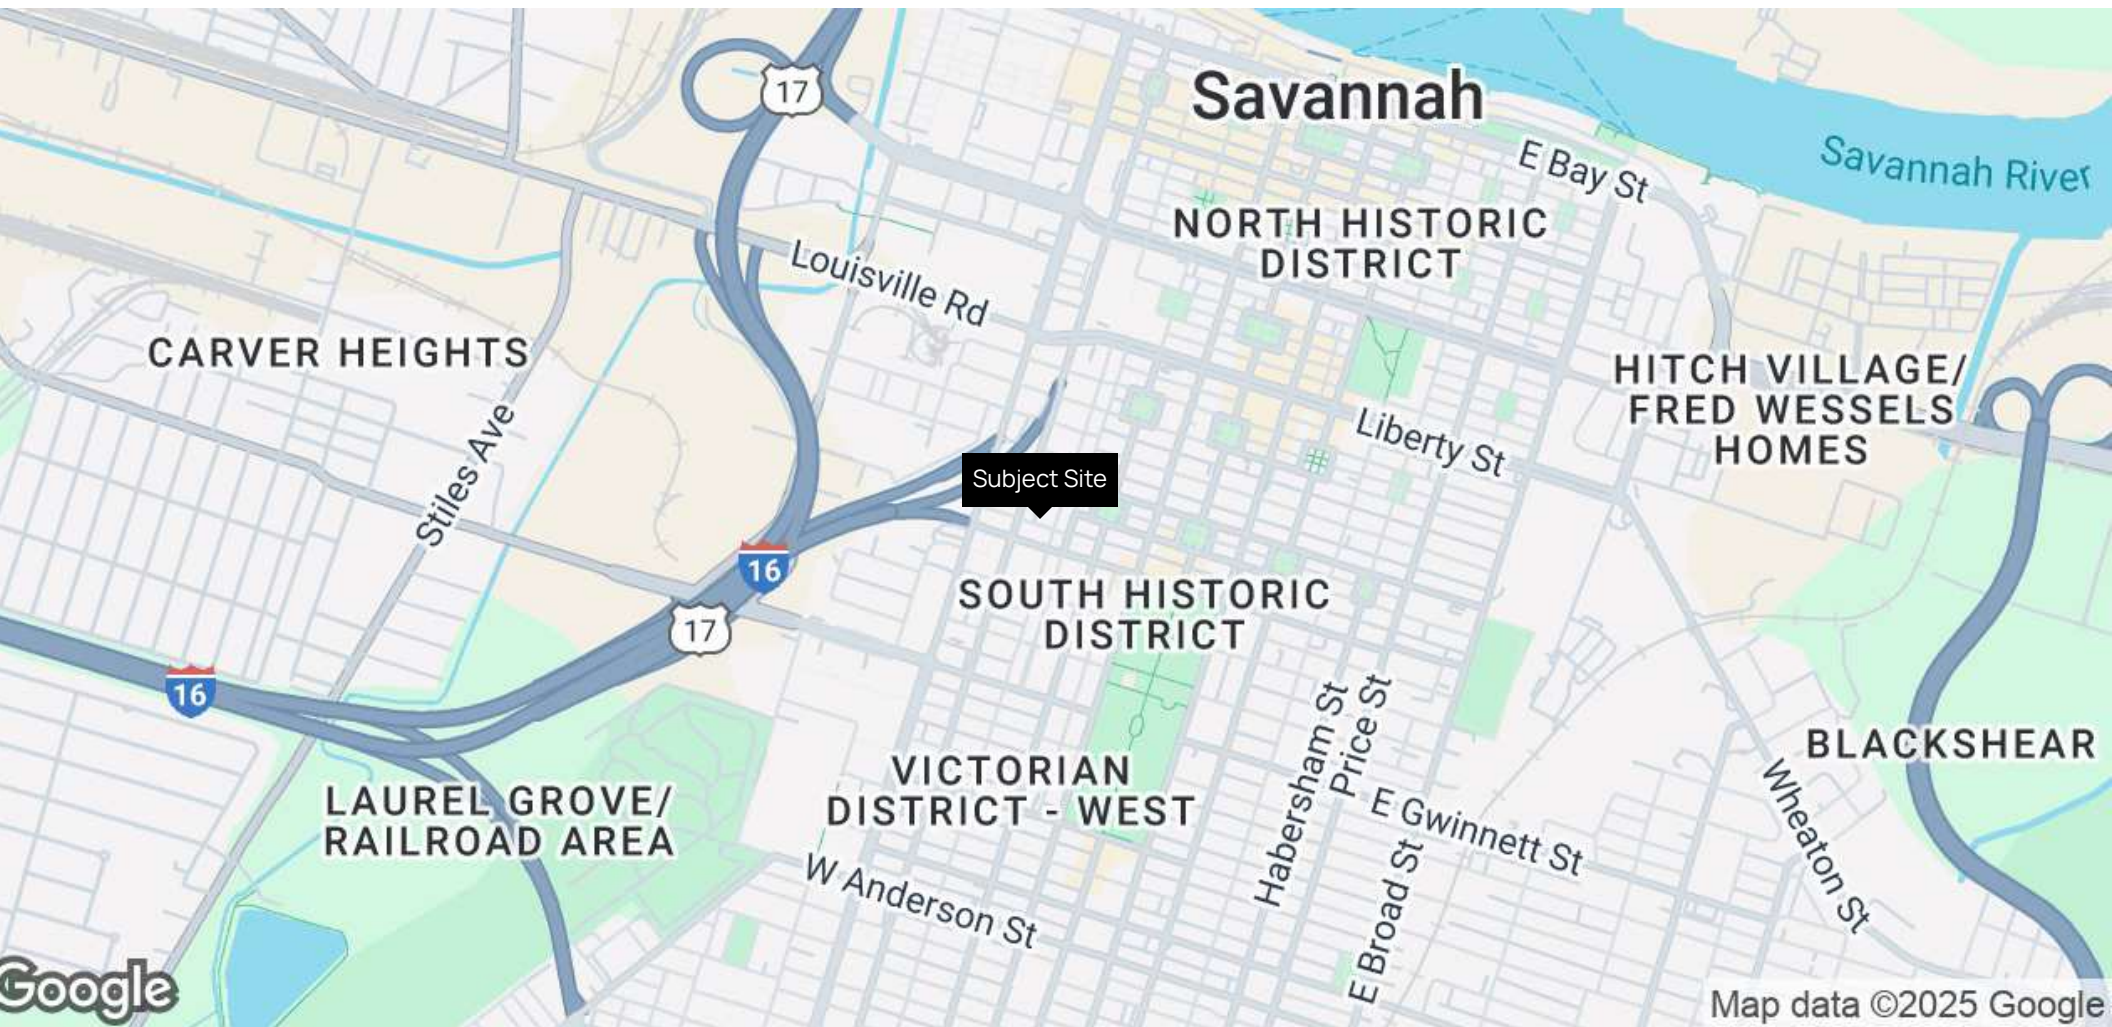 17
Savannah
Savannah River
E Bay St
NORTH HISTORIC
DISTRICT
Louisville Rd
CARVER HEIGHTS
HITCH VILLAGE/
FRED WESSELS
HOMES
Stiles Ave
Liberty St
Subject Site
16
17
SOUTH HISTORIC
DISTRICT
16
Habersham St
Price St
BLACKSHEAR
VICTORIAN
DISTRICT - WEST
LAUREL GROVE/
RAILROAD AREA
E Gwinnett St
Wheaton St
W Anderson St
E Broad St
Google
Map data ©2025 Google